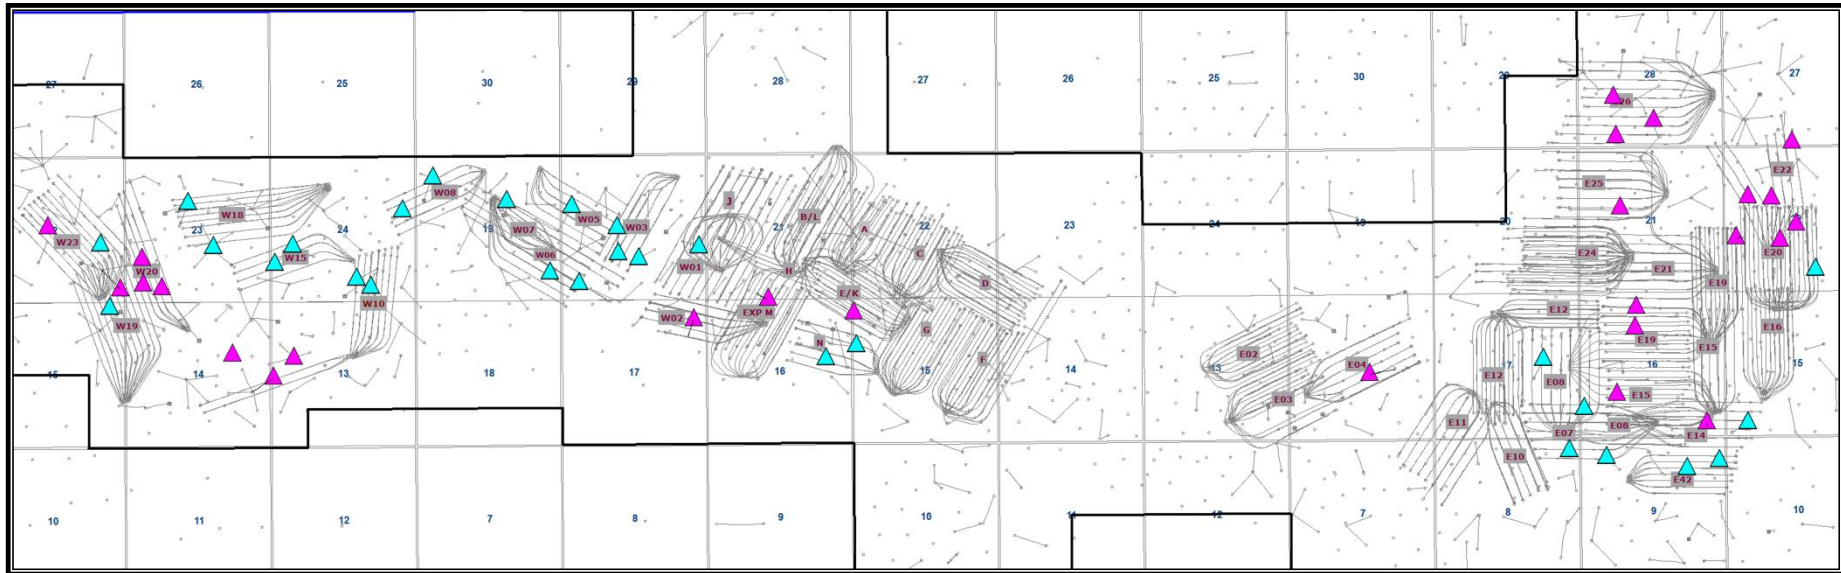 27 26 25 30 29 28 27 26 25 30 29 28 27
E22
W08 E25
W18 W05 J B/L
23 24 19 W07 W03 21 A 22 23 24 19 20 21
W23 W20 W15 W06 W01 H C E24 E21 E20
D E19
W10 E/K
W19 W02 EXP M G E12 E16
N E19 E15
15 14 13 18 17 16 F 15 14 13 E02 E04 17 16 15
E12 E08
E03 E15
E11 E07 E08 E14
E10
E42
10 11 12 7 8 9 10 11 12 7 8 9 10